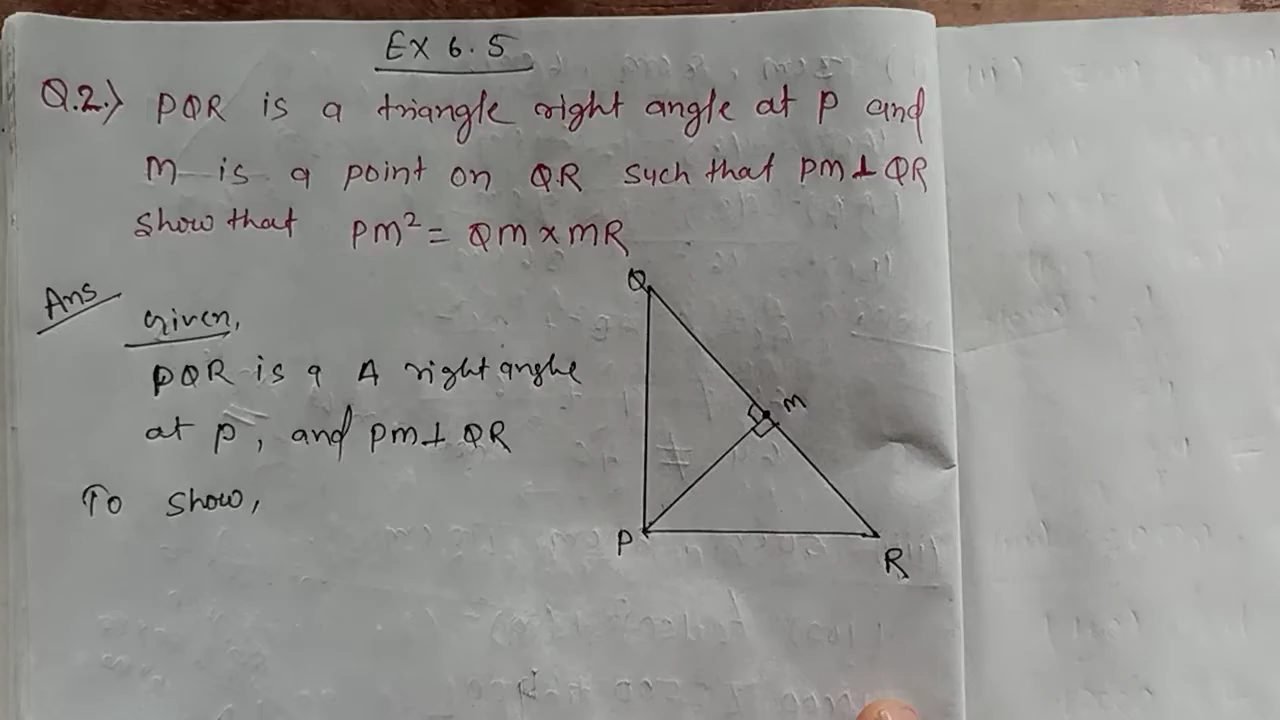 EX 6.5
Q.2.) PQR is a triangle right angle at P and
M is a point on QR such that PM ⊥ QR
Show that PM² = QM × MR
Ans
Given,
PQR is a Δ right angle
at P, and PM ⊥ QR
To show,
Q
M
P
R